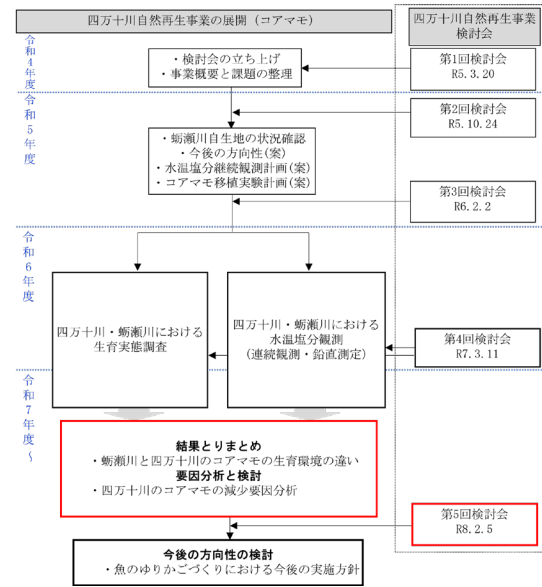 四万十川自然再生事業の展開（コアマモ）
四万十川自然再生事業
検討会
令和4年度
・検討会の立ち上げ
・事業概要と課題の整理
第1回検討会
R5.3.20
令和5年度
第2回検討会
R5.10.24
・蛎瀬川自生地の状況確認
・今後の方向性(案)
・水温塩分継続観測計画(案)
・コアマモ移植実験計画(案)
第3回検討会
R6.2.2
令和6年度
四万十川・蛎瀬川における
生育実態調査
四万十川・蛎瀬川における
水温塩分観測
(連続観測・鉛直測定)
第4回検討会
R7.3.11
令和7年度～
結果とりまとめ
・蛎瀬川と四万十川のコアマモの生育環境の違い
要因分析と検討
・四万十川のコアマモの減少要因分析
第5回検討会
R8.2.5
今後の方向性の検討
・魚のゆりかごづくりにおける今後の実施方針